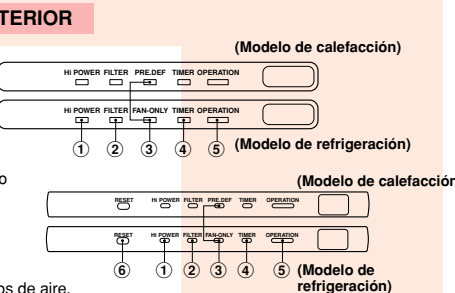 TERIOR
(Modelo de calefacción)
Hi POWER FILTER PRE.DEF TIMER OPERATION
Hi POWER FILTER FAN-ONLY TIMER OPERATION
1 2 3 4 5 (Modelo de refrigeración)
o
(Modelo de calefacción
RESET Hi POWER FILTER PRE.DEF TIMER OPERATION
RESET Hi POWER FILTER FAN-ONLY TIMER OPERATION
6 1 2 3 4 5 (Modelo de
refrigeración)
os de aire.